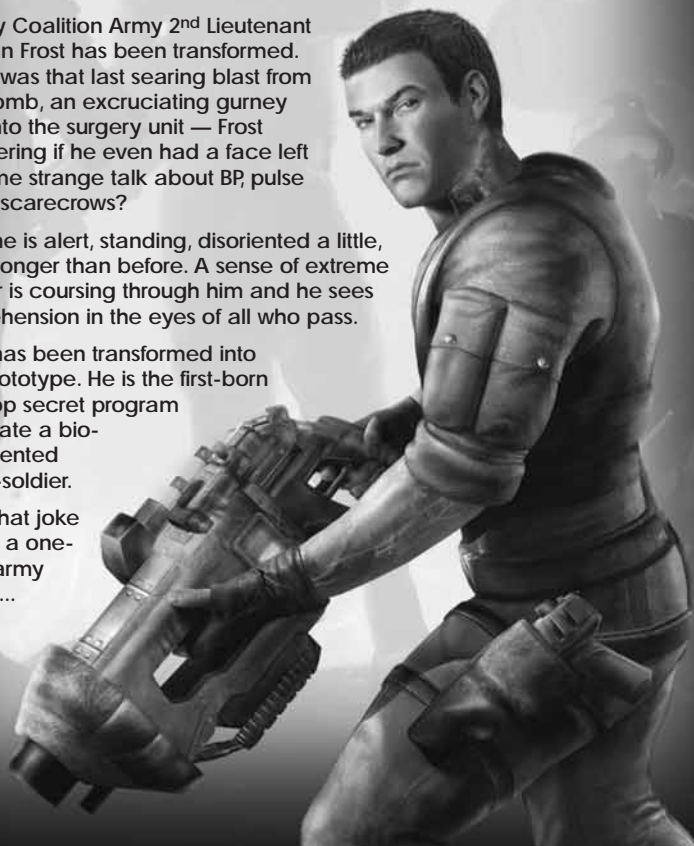 y Coalition Army 2nd Lieutenant
n Frost has been transformed.
was that last searing blast from
omb, an excruciating gurney
nto the surgery unit — Frost
ering if he even had a face left
me strange talk about BP, pulse
scarecrows?
he is alert, standing, disoriented a little,
onger than before. A sense of extreme
r is coursing through him and he sees
ehension in the eyes of all who pass.
has been transformed into
ototype. He is the first-born
op secret program
ate a bio-
ented
-soldier.
hat joke
a one-
army
...